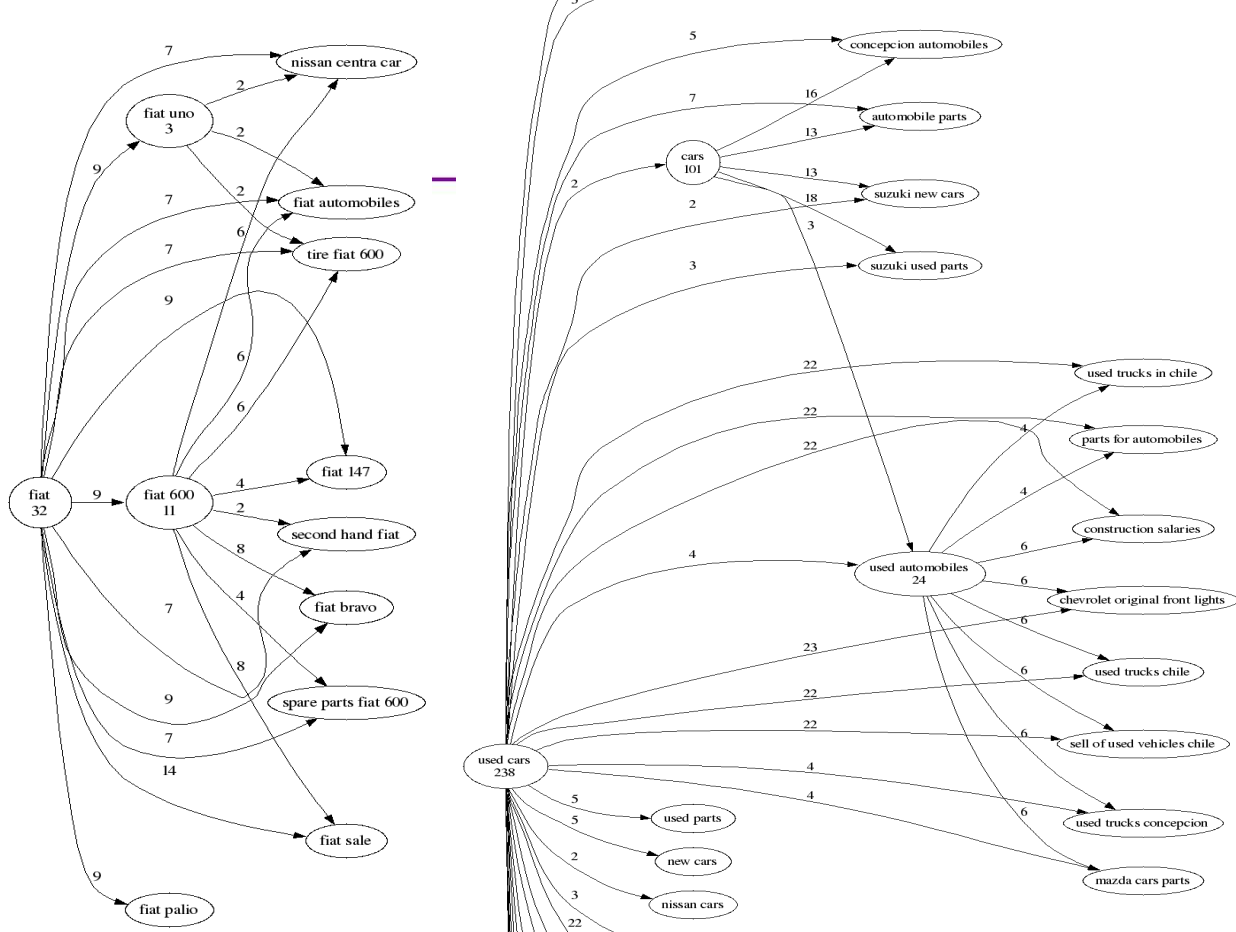 7
nissan centra car
2
fiat uno
3
2
9
2
7
fiat automobiles
6
7
tire fiat 600
9
6
6
fiat 147
4
fiat
32
9
fiat 600
11
2
second hand fiat
8
4
fiat bravo
7
8
9
spare parts fiat 600
7
14
fiat sale
9
fiat palio
5
concepcion automobiles
16
7
automobile parts
13
cars
101
13
2
suzuki new cars
18
2
3
suzuki used parts
3
22
used trucks in chile
22
4
parts for automobiles
22
4
construction salaries
6
4
used automobiles
24
6
chevrolet original front lights
6
23
used trucks chile
6
22
22
6
sell of used vehicles chile
used cars
238
4
4
6
used trucks concepcion
5
used parts
5
new cars
mazda cars parts
2
nissan cars
3
22